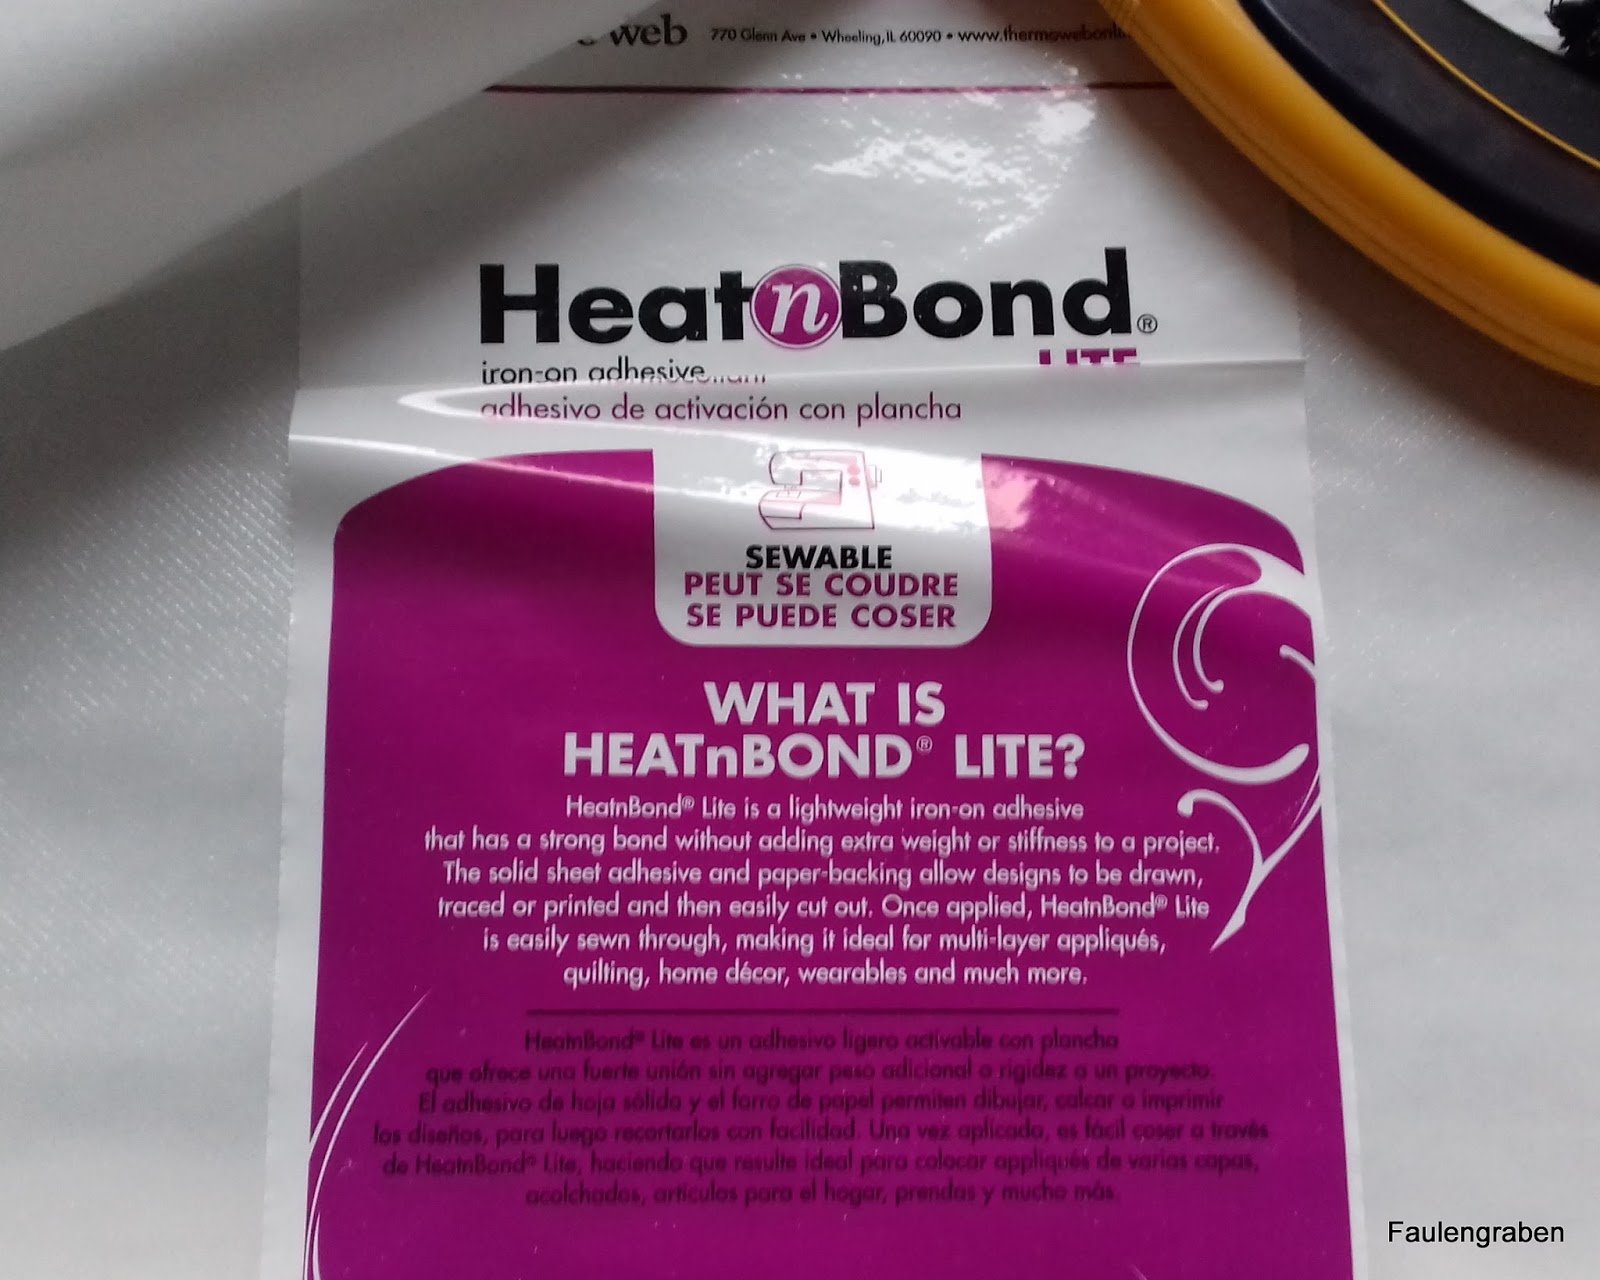 web 770 Glenn Ave • Wheeling, IL 60090 •
HeatnBond®
LITE
iron-on adhesive
adhesivo de activación con plancha
SEWABLE
PEUT SE COUDRE
SE PUEDE COSER
WHAT IS
HEATnBOND® LITE?
HeatnBond® Lite is a lightweight iron-on adhesive
that has a strong bond without adding extra weight or stiffness to a project.
The solid sheet adhesive and paper-backing allow designs to be drawn,
traced or printed and then easily cut out. Once applied, HeatnBond® Lite
is easily sewn through, making it ideal for multi-layer appliqués,
quilting, home décor, wearables and much more.
HeatnBond® Lite es un adhesivo ligero activable con plancha
que ofrece una fuerte unión sin agregar peso adicional o rigidez a un proyecto.
El adhesivo de hoja sólida y el forro de papel permiten dibujar, calcar o imprimir
los diseños, para luego recortarlos con facilidad. Una vez aplicado, es fácil coser a través
de HeatnBond® Lite, haciendo que resulte ideal para colocar appliqués de varias capas,
acolchados, artículos para el hogar, prendas y mucho más.
Faulengraben